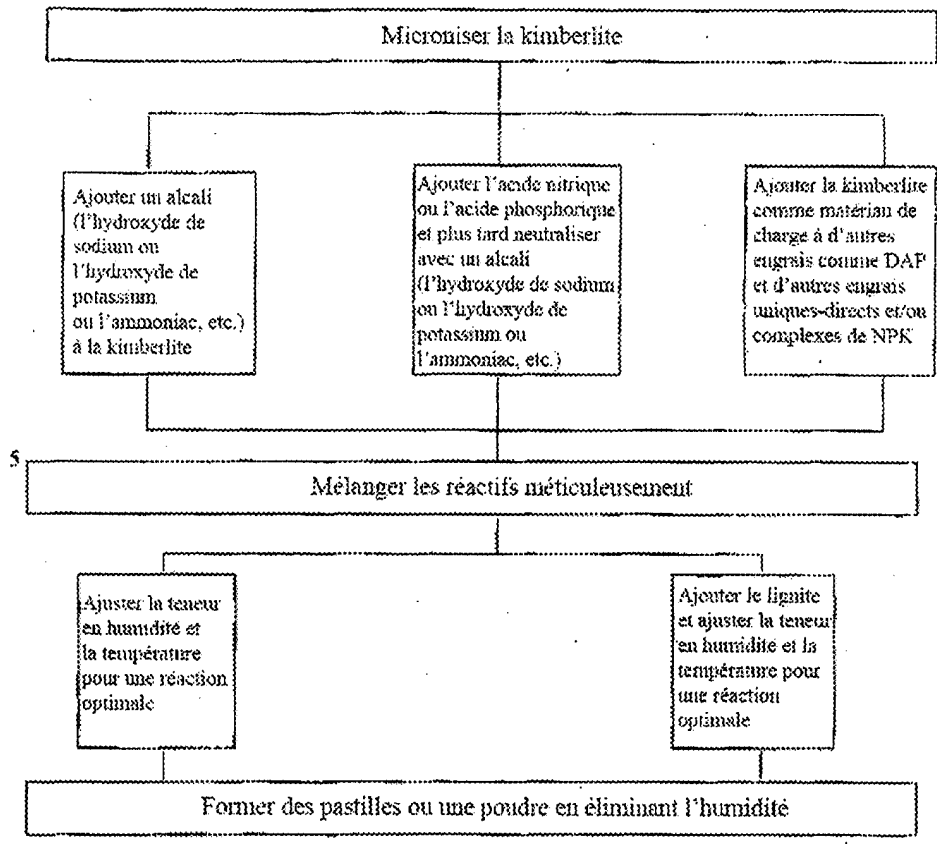 Microniser la kimberlite
Ajouter un alcali
(l'hydroxyde de
sodium ou
l'hydroxyde de
potassium
ou l'ammoniac, etc.)
à la kimberlite
Ajouter l'acide nitrique
ou l'acide phosphorique
et plus tard neutraliser
avec un alcali
(l'hydroxyde de sodium
ou l'hydroxyde de
potassium ou
l'ammoniac, etc.)
Ajouter la kimberlite
comme matériau de
charge à d'autres
engrais comme DAP
et d'autres engrais
uniques-directs et/ou
complexes de NPK
5
Mélanger les réactifs méticuleusement
Ajuster la teneur
en humidité et
la température
pour une réaction
optimale
Ajouter le lignite
et ajuster la teneur
en humidité et la
température pour
une réaction
optimale
Former des pastilles ou une poudre en éliminant l'humidité